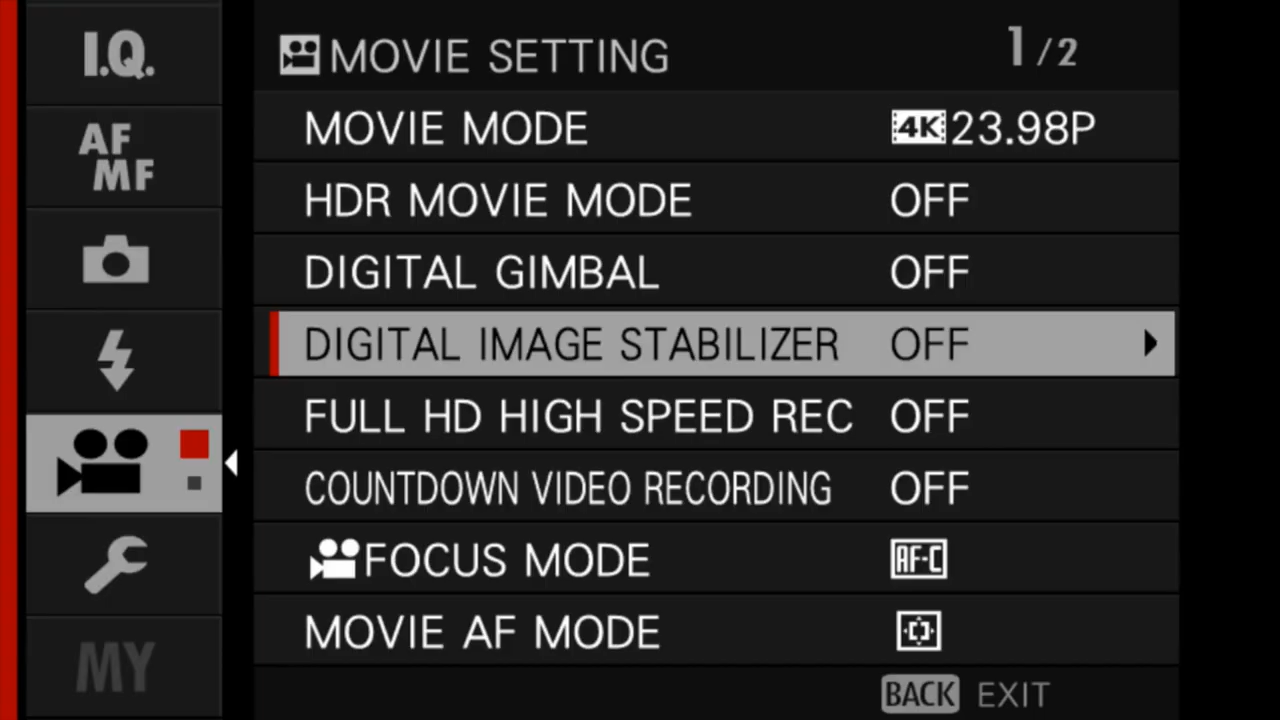 I.Q.
AF
MF
MY
MOVIE SETTING 1/2
MOVIE MODE 4K 23.98P
HDR MOVIE MODE OFF
DIGITAL GIMBAL OFF
DIGITAL IMAGE STABILIZER OFF
FULL HD HIGH SPEED REC OFF
COUNTDOWN VIDEO RECORDING OFF
FOCUS MODE AF-C
MOVIE AF MODE
BACK EXIT